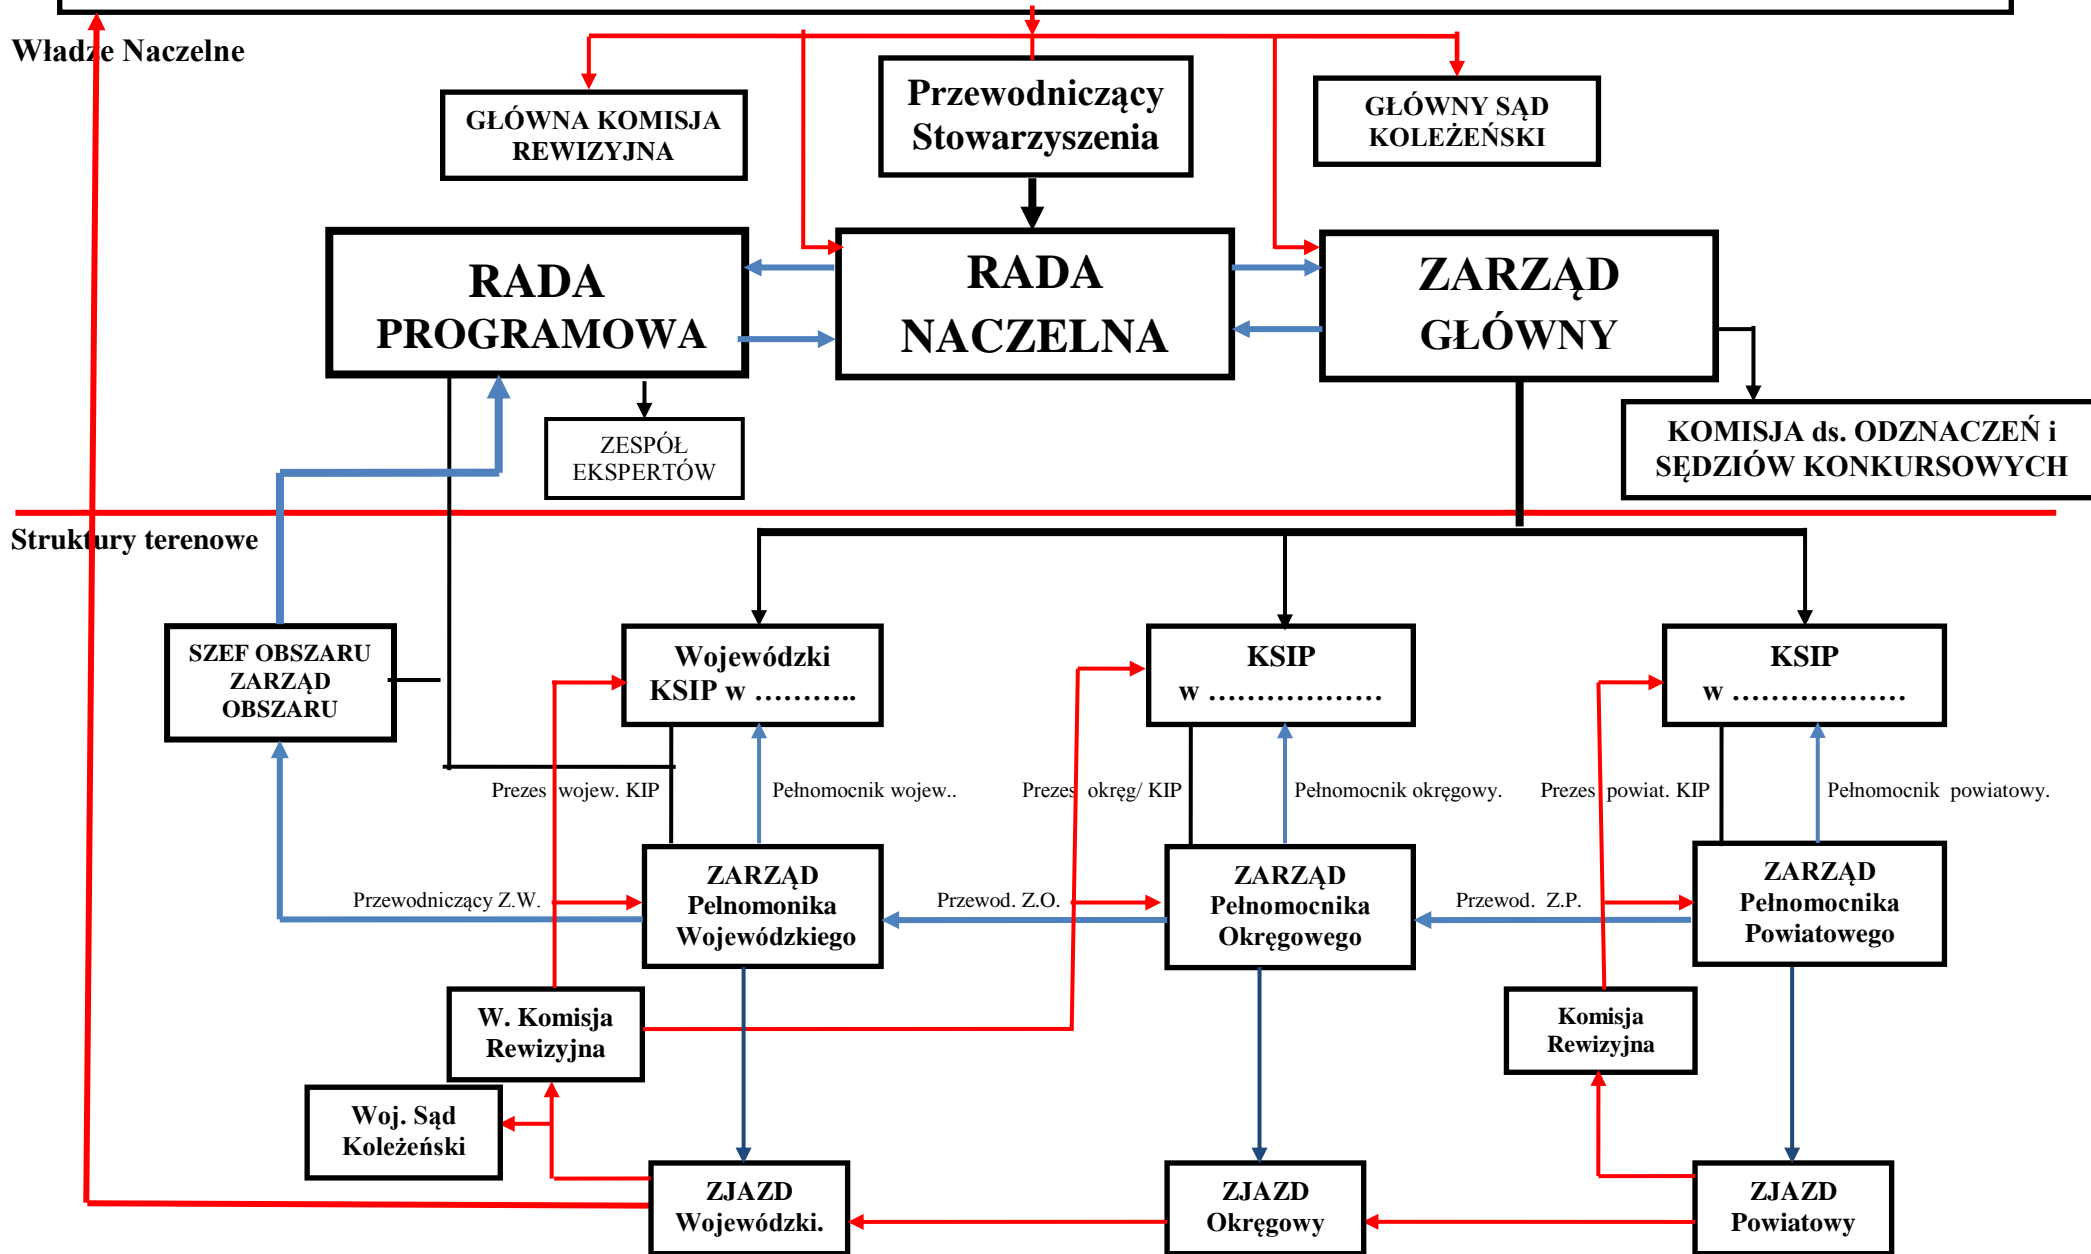 Władze Naczelne
GŁÓWNA KOMISJA
REWIZYJNA
Przewodniczący
Stowarzyszenia
GŁÓWNY SĄD
KOLEŻEŃSKI
RADA
PROGRAMOWA
RADA
NACZELNA
ZARZĄD
GŁÓWNY
ZESPÓŁ
EKSPERTÓW
KOMISJA ds. ODZNACZEŃ i
SĘDZIÓW KONKURSOWYCH
Struktury terenowe
SZEF OBSZARU
ZARZĄD
OBSZARU
Wojewódzki
KSIP w ………..
KSIP
w ………………
KSIP
w ………………
Prezes wojew. KIP
Pełnomocnik wojew..
Prezes okręg/ KIP
Pełnomocnik okręgowy.
Prezes powiat. KIP
Pełnomocnik powiatowy.
Przewodniczący Z.W.
ZARZĄD
Pelnomonika
Wojewódzkiego
Przewod. Z.O.
ZARZĄD
Pełnomocnika
Okręgowego
Przewod. Z.P.
ZARZĄD
Pełnomocnika
Powiatowego
W. Komisja
Rewizyjna
Komisja
Rewizyjna
Woj. Sąd
Koleżeński
ZJAZD
Wojewódzki.
ZJAZD
Okręgowy
ZJAZD
Powiatowy